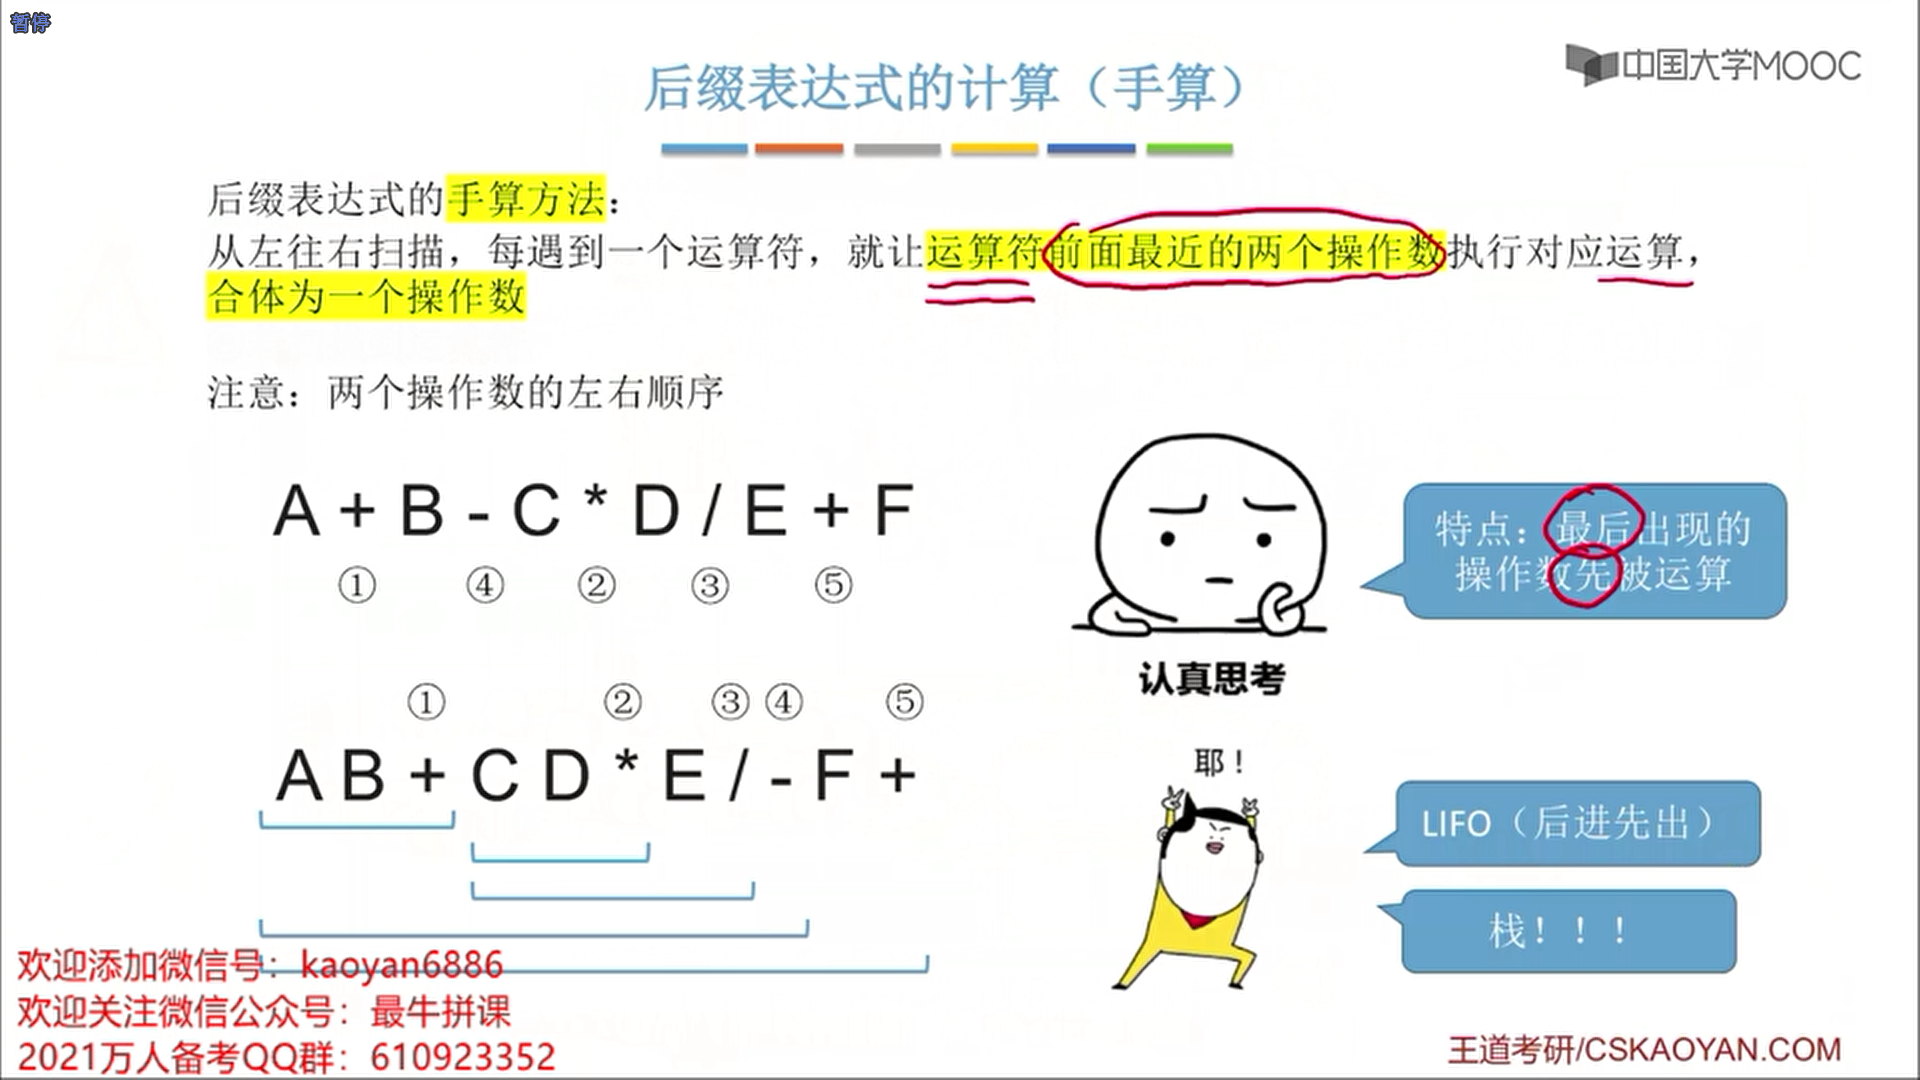 暂停
中国大学MOOC
后缀表达式的计算（手算）
后缀表达式的手算方法：
从左往右扫描，每遇到一个运算符，就让运算符前面最近的两个操作数执行对应运算，
合体为一个操作数
注意：两个操作数的左右顺序
A + B - C * D / E + F
① ④ ② ③ ⑤
特点：最后出现的
操作数先被运算
认真思考
① ② ③ ④ ⑤
A B + C D * E / - F +
耶！
LIFO（后进先出）
栈！！！
欢迎添加微信号：kaoyan6886
欢迎关注微信公众号：最牛拼课
2021万人备考QQ群：610923352
王道考研/CSKAOYAN.COM